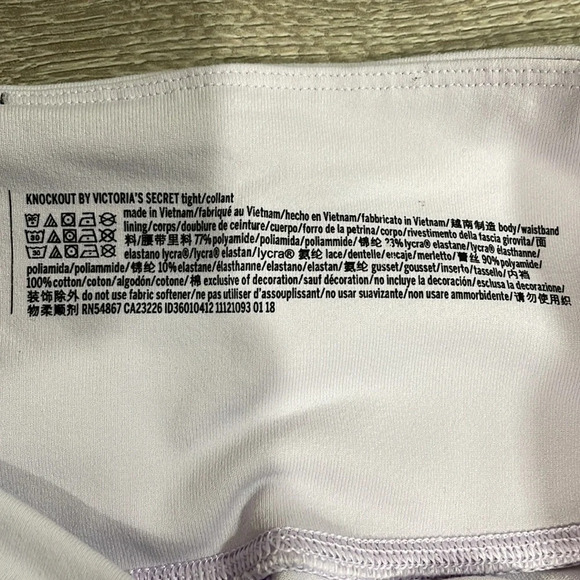 KNOCKOUT BY VICTORIA'S SECRET tight/collant
made in Vietnam/fabriqué au Vietnam/hecho en Vietnam/fabbricato in Vietnam/越南制造 body/waistband
lining/corps/doublure de ceinture/cuerpo/forro de la petrina/corpo/rivestimento della fascia girovita/面
料/腰带里料 77% polyamide/poliamida/poliammide/锦纶 23% lycra® elastane/lycra® élasthanne/
elastano lycra®/lycra® elastan/lycra® 氨纶 lace/dentelle/encaje/merletto/蕾丝 90% polyamide/
poliamida/poliammide/锦纶 10% elastane/élasthanne/elastano/elastan/氨纶 gusset/gousset/inserto/tassello/内裆
100% cotton/coton/algodón/cotone/棉 exclusive of decoration/sauf décoration/no incluye la decoración/esclusa la decorazione/
装饰除外 do not use fabric softener/ne pas utiliser d'assouplissant/no usar suavizante/non usare ammorbidente/请勿使用织
物柔顺剂 RN54867 CA23226 ID36010412 11121093 01 18